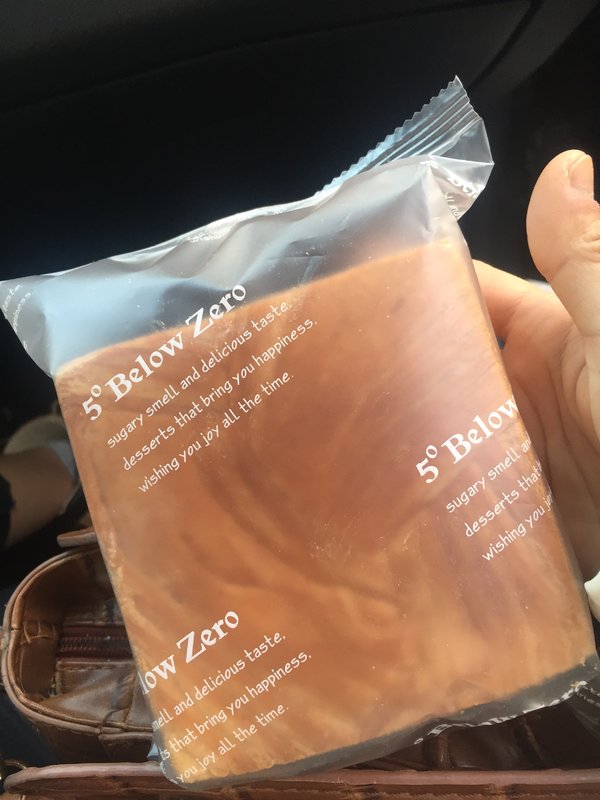 5° Below Zero
sugary smell and delicious taste,
desserts that bring you happiness,
wishing you joy all the time.
5° Below
sugary smell
desserts that
wishing you
low Zero
mell and delicious taste,
s that bring you happiness,
you joy all the time.